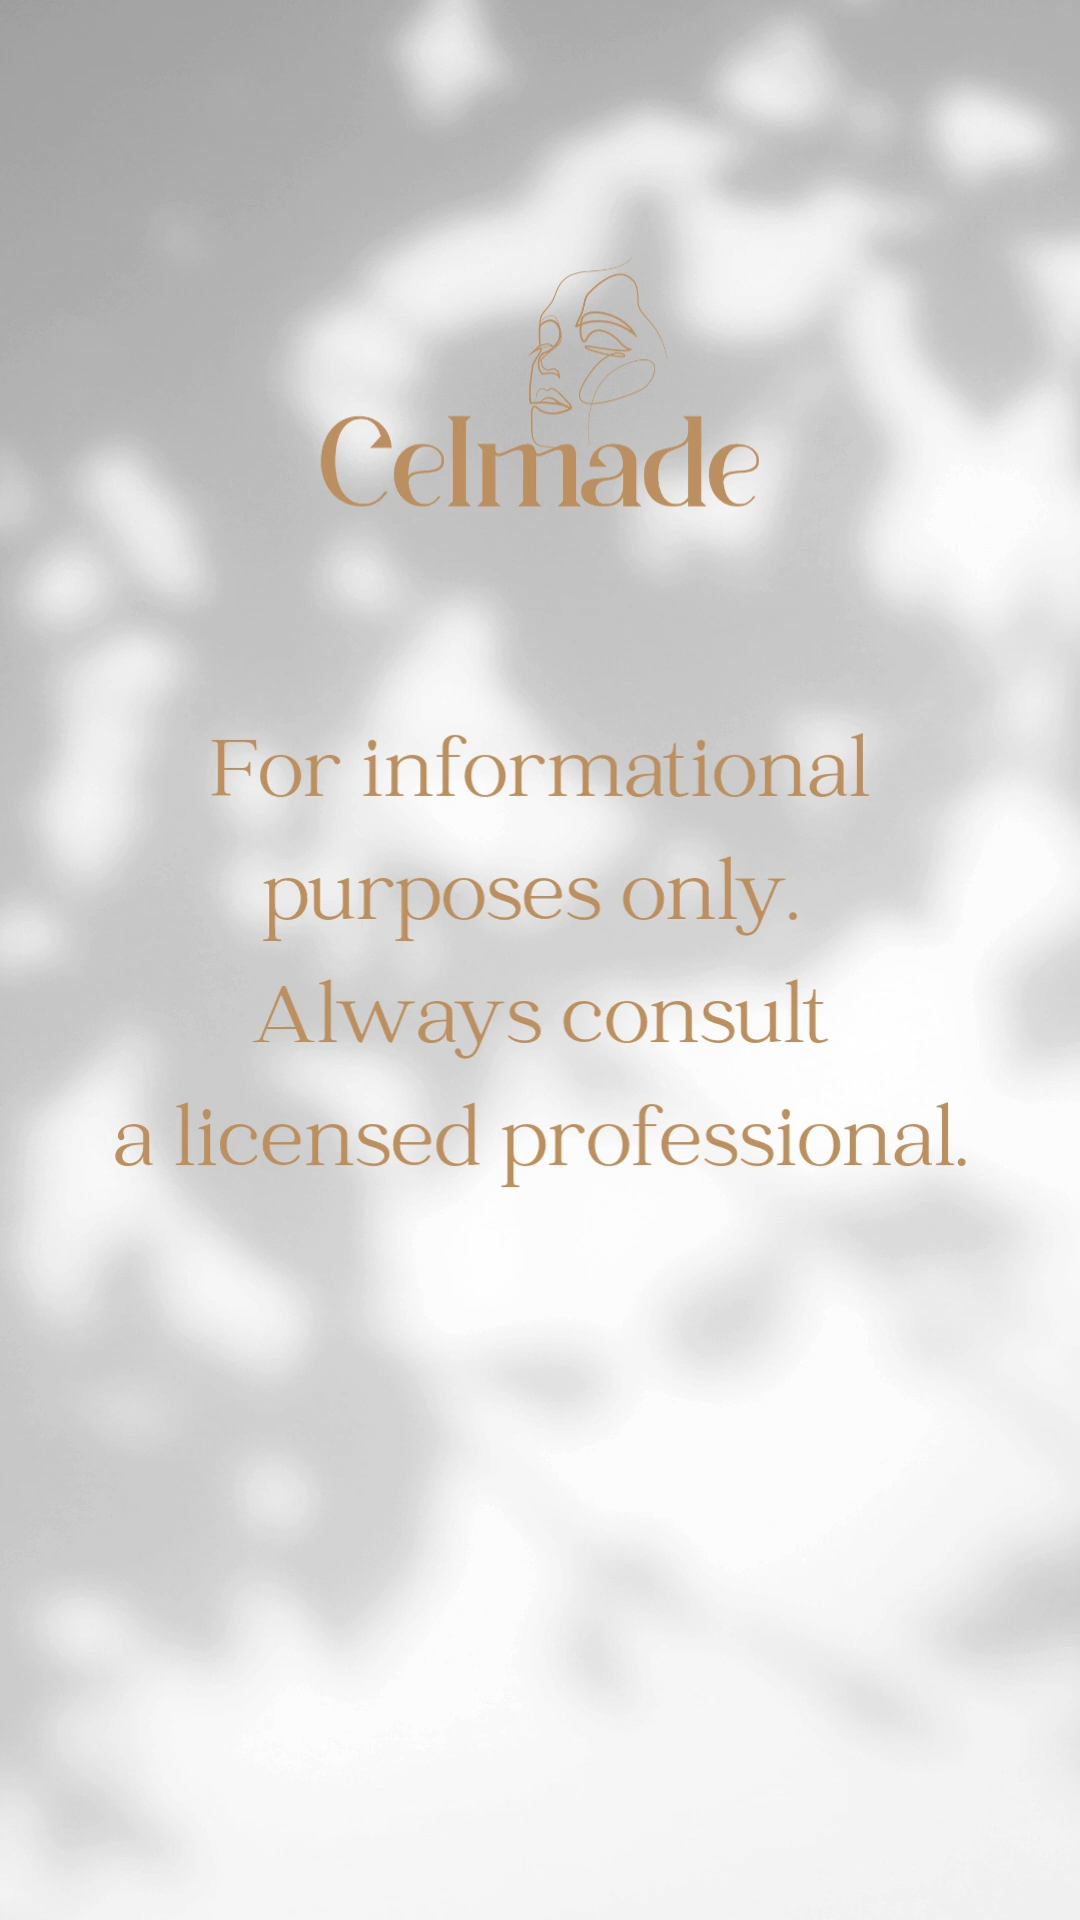 Celmade
For informational
purposes only.
Always consult
a licensed professional.